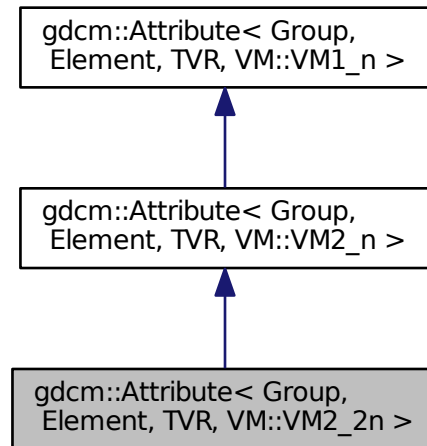 gdcm::Attribute< Group,
Element, TVR, VM::VM1_n >
gdcm::Attribute< Group,
Element, TVR, VM::VM2_n >
gdcm::Attribute< Group,
Element, TVR, VM::VM2_2n >